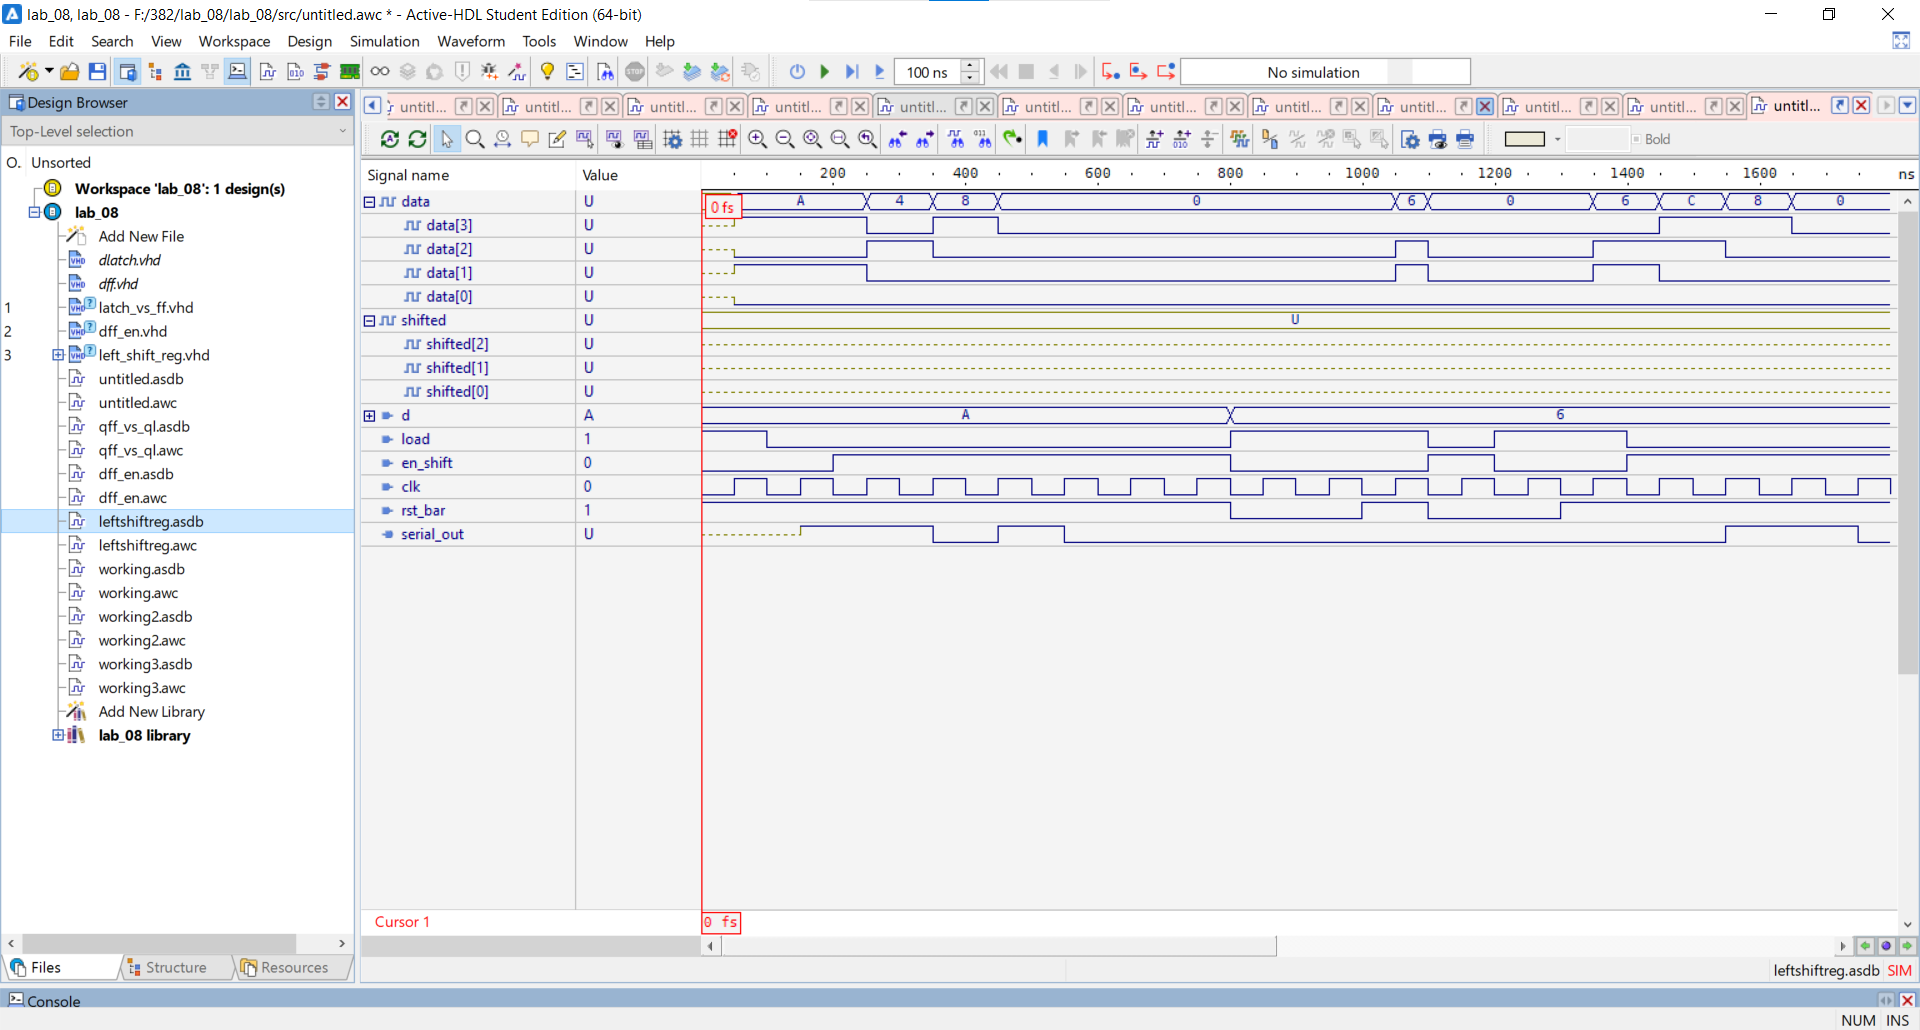 lab_08, lab_08 - F:/382/lab_08/lab_08/src/untitled.awc * - Active-HDL Student Edition (64-bit)
File Edit Search View Workspace Design Simulation Waveform Tools Window Help
100 ns No simulation
Design Browser
Top-Level selection
O. Unsorted
Workspace 'lab_08': 1 design(s)
lab_08
Add New File
dlatch.vhd
dff.vhd
1 latch_vs_ff.vhd
2 dff_en.vhd
3 left_shift_reg.vhd
untitled.asdb
untitled.awc
qff_vs_ql.asdb
qff_vs_ql.awc
dff_en.asdb
dff_en.awc
leftshiftreg.asdb
leftshiftreg.awc
working.asdb
working.awc
working2.asdb
working2.awc
working3.asdb
working3.awc
Add New Library
lab_08 library
Files Structure Resources
untitl... untitl... untitl... untitl... untitl... untitl... untitl... untitl... untitl... untitl... untitl... untitl...
Bold
Signal name Value 200 400 600 800 1000 1200 1400 1600 ns
data U 0 fs A 4 8 0 6 0 6 C 8 0
data[3] U
data[2] U
data[1] U
data[0] U
shifted U U
shifted[2] U
shifted[1] U
shifted[0] U
d A A 6
load 1
en_shift 0
clk 0
rst_bar 1
serial_out U
Cursor 1 0 fs
leftshiftreg.asdb SIM
Console
NUM INS